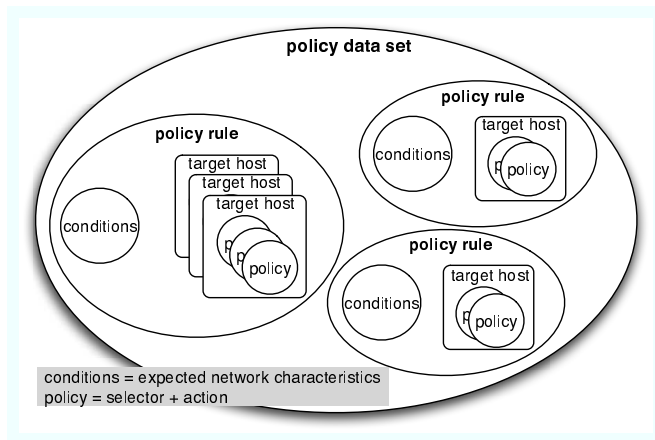 policy data set
policy rule
conditions
target host
target host
target host
p
p
policy
policy rule
conditions
target host
p
policy
policy rule
conditions
target host
p
policy
conditions = expected network characteristics
policy = selector + action